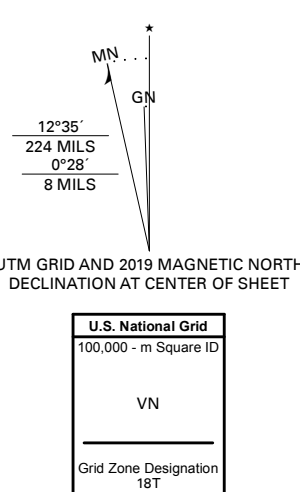 ★
MN
GN
12°35´
224 MILS
0°28´
8 MILS
UTM GRID AND 2019 MAGNETIC NORTH
DECLINATION AT CENTER OF SHEET
U.S. National Grid
100,000 - m Square ID
VN
Grid Zone Designation
18T